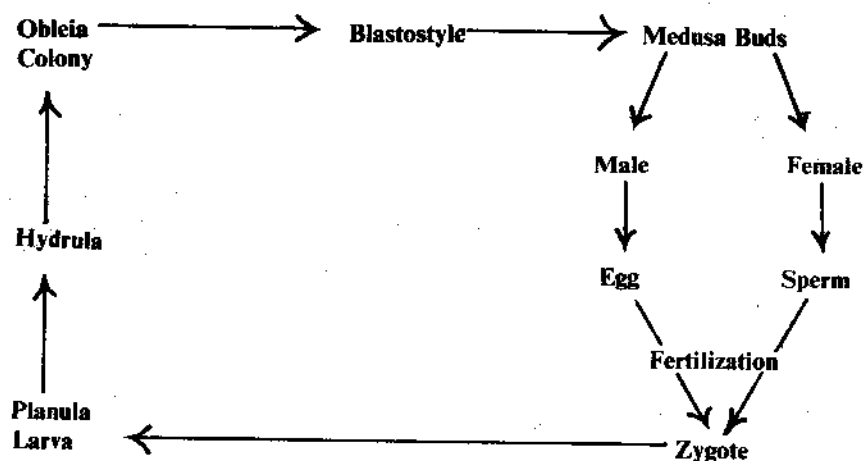 Obleia
Colony
Blastostyle
Medusa Buds
Male
Female
Hydrula
Egg
Sperm
Fertilization
Planula
Larva
Zygote